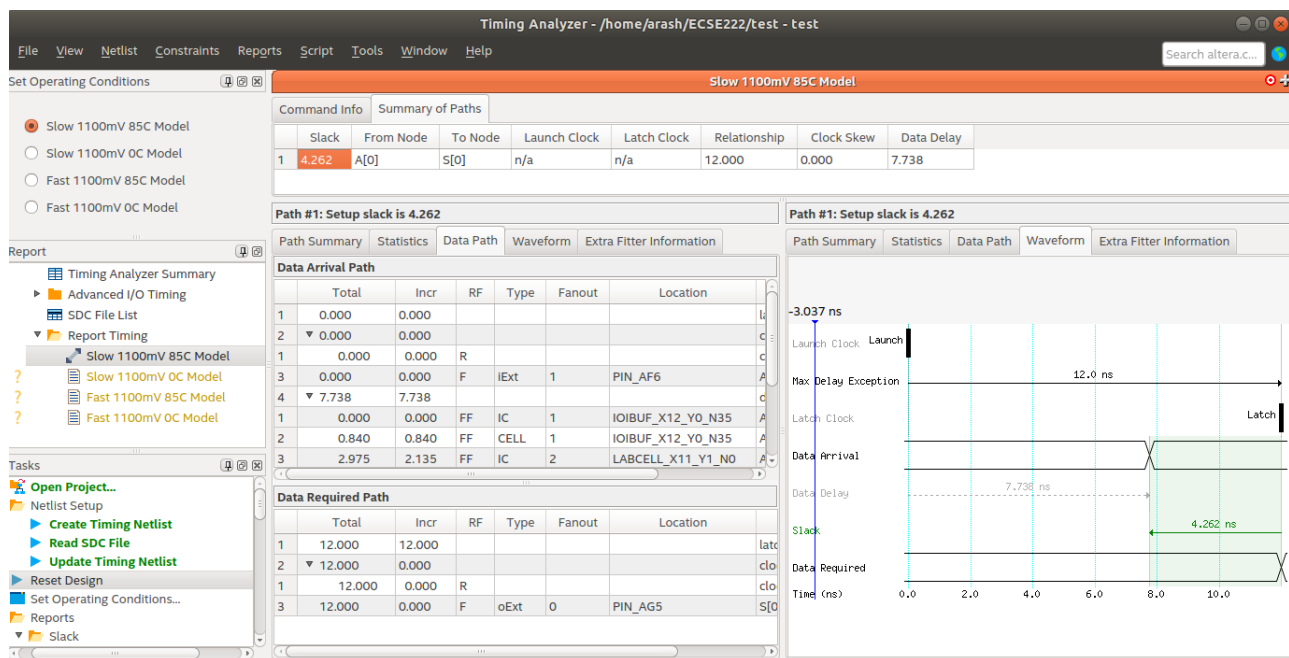 Timing Analyzer - /home/arash/ECSE222/test - test
File View Netlist Constraints Reports Script Tools Window Help
Search altera.c...
Set Operating Conditions
Slow 1100mV 85C Model
Slow 1100mV 0C Model
Fast 1100mV 85C Model
Fast 1100mV 0C Model
Report
Timing Analyzer Summary
Advanced I/O Timing
SDC File List
Report Timing
Slow 1100mV 85C Model
? Slow 1100mV 0C Model
? Fast 1100mV 85C Model
? Fast 1100mV 0C Model
Tasks
Open Project...
Netlist Setup
Create Timing Netlist
Read SDC File
Update Timing Netlist
Reset Design
Set Operating Conditions...
Reports
Slack
Slow 1100mV 85C Model
Command Info Summary of Paths
Slack From Node To Node Launch Clock Latch Clock Relationship Clock Skew Data Delay
1 4.262 A[0] S[0] n/a n/a 12.000 0.000 7.738
Path #1: Setup slack is 4.262
Path Summary Statistics Data Path Waveform Extra Fitter Information
Data Arrival Path
Total Incr RF Type Fanout Location
1 0.000 0.000
2 0.000 0.000
1 0.000 0.000 R
3 0.000 0.000 F iExt 1 PIN_AF6
4 7.738 7.738
1 0.000 0.000 FF IC 1 IOIBUF_X12_Y0_N35
2 0.840 0.840 FF CELL 1 IOIBUF_X12_Y0_N35
3 2.975 2.135 FF IC 2 LABCELL_X11_Y1_N0
Data Required Path
Total Incr RF Type Fanout Location
1 12.000 12.000 latc
2 12.000 0.000 clo
1 12.000 0.000 R clo
3 12.000 0.000 F oExt 0 PIN_AG5 S[0
Path #1: Setup slack is 4.262
Path Summary Statistics Data Path Waveform Extra Fitter Information
-3.037 ns
Launch Clock Launch
Max Delay Exception 12.0 ns
Latch Clock Latch
Data Arrival
Data Delay 7.738 ns
Slack 4.262 ns
Data Required
Time (ns) 0.0 2.0 4.0 6.0 8.0 10.0